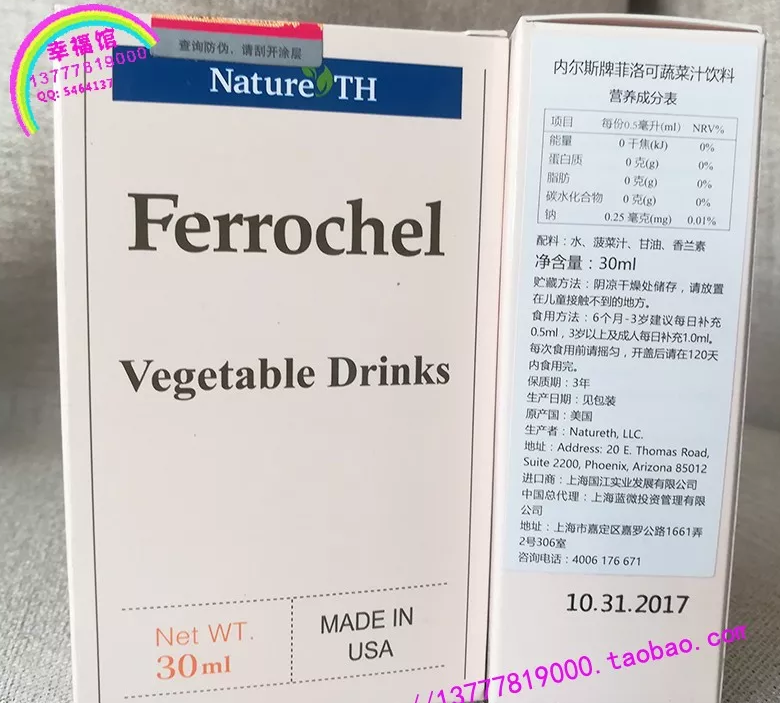 幸福馆
13777819000
QQ: 5464137
查询防伪，请刮开涂层
Nature TH
Ferrochel
Vegetable Drinks
Net WT.
30ml
MADE IN
USA
内尔斯牌菲洛可蔬菜汁饮料
营养成分表
项目 每份0.5毫升(ml) NRV%
能量 0 千焦(kJ) 0%
蛋白质 0 克(g) 0%
脂肪 0 克(g) 0%
碳水化合物 0 克(g) 0%
钠 0.25 毫克(mg) 0.01%
配料：水、菠菜汁、甘油、香兰素
净含量：30ml
贮藏方法：阴凉干燥处储存，请放置
在儿童接触不到的地方。
食用方法：6个月-3岁建议每日补充
0.5ml，3岁以上及成人每日补充1.0ml。
每次食用前请摇匀，开盖后请在120天
内食用完。
保质期：3年
生产日期：见包装
原产国：美国
生产者：Natureth, LLC.
地址：Address: 20 E. Thomas Road,
Suite 2200, Phoenix, Arizona 85012
进口商：上海国江实业发展有限公司
中国总代理：上海蓝微投资管理有限
公司
地址：上海市嘉定区嘉罗公路1661弄
2号306室
咨询电话：4006 176 671
10.31.2017
//13777819000.taobao.com